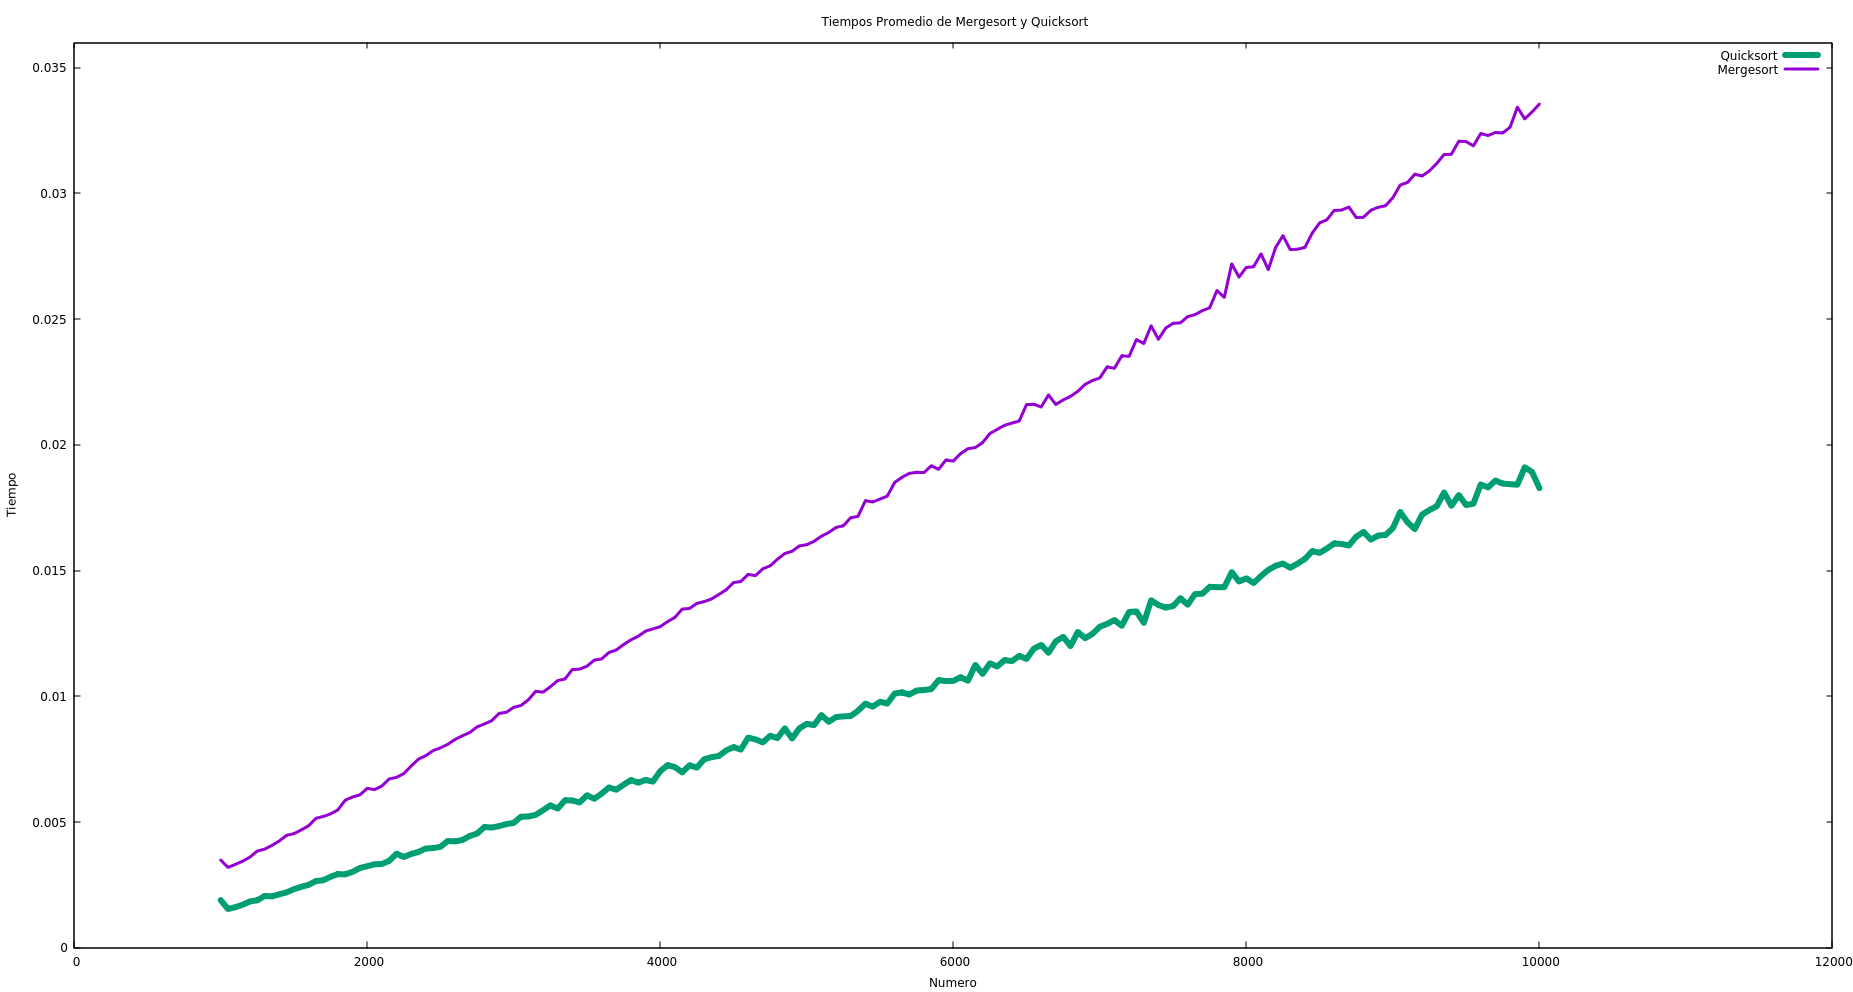 Tiempos Promedio de Mergesort y Quicksort
Quicksort
Mergesort
0.035
0.03
0.025
0.02
0.015
0.01
0.005
0
Tiempo
0 2000 4000 6000 8000 10000 12000
Numero